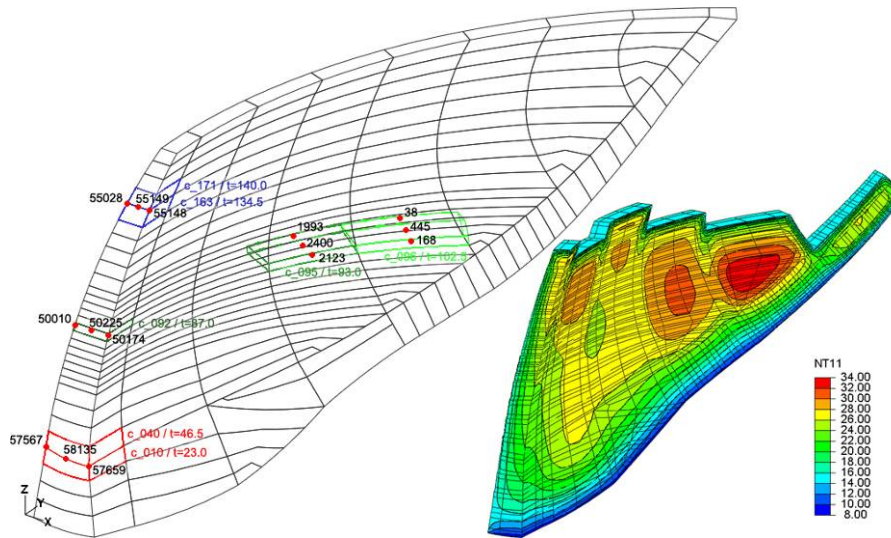 c_171 / t=140.0
55028 55149
c_163 / t=134.5
55148
38
1993
445
2400
168
2123
c_096 / t=102.5
c_095 / t=93.0
50010
50225
c_092 / t=87.0
50174
c_040 / t=46.5
57567
58135
c_010 / t=23.0
57659
Z
Y
X
NT11
34.00
32.00
30.00
28.00
26.00
24.00
22.00
20.00
18.00
16.00
14.00
12.00
10.00
8.00